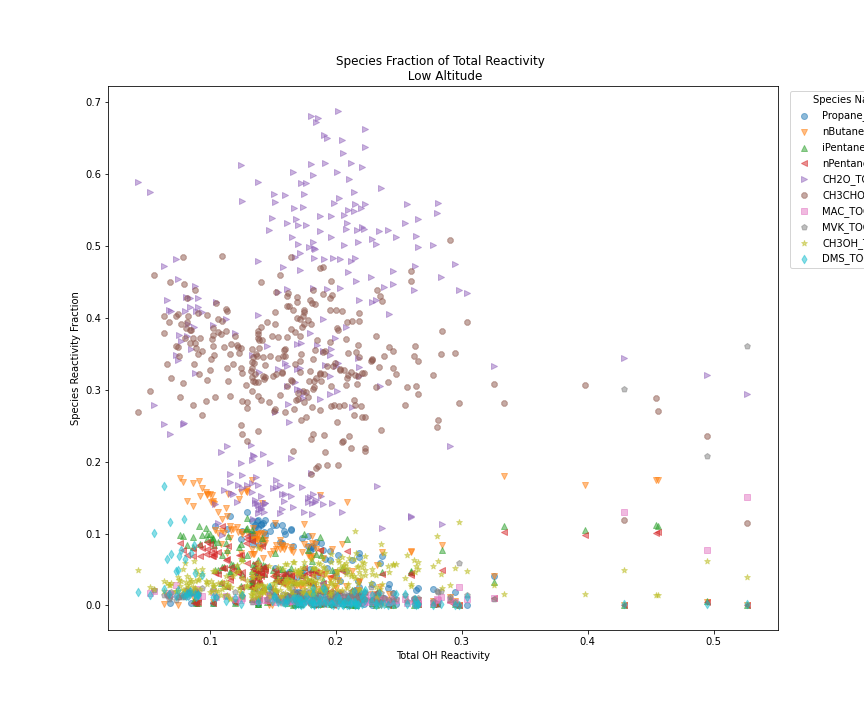 Species Fraction of Total Reactivity
Low Altitude
Species Reactivity Fraction
0.7
0.6
0.5
0.4
0.3
0.2
0.1
0.0
0.1 0.2 0.3 0.4 0.5
Total OH Reactivity
Species Na
Propane_
nButane
iPentane
nPentan
CH2O_TO
CH3CHO
MAC_TO
MVK_TO
CH3OH_
DMS_TO